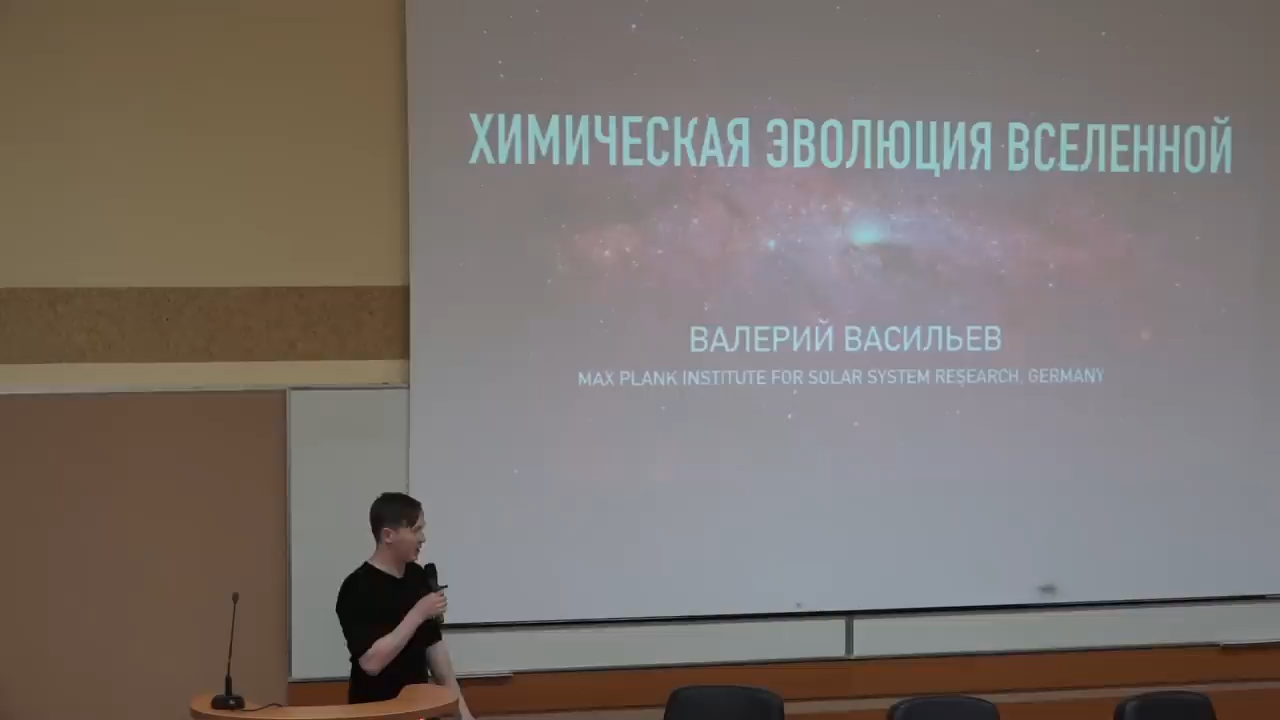 ХИМИЧЕСКАЯ ЭВОЛЮЦИЯ ВСЕЛЕННОЙ
ВАЛЕРИЙ ВАСИЛЬЕВ
MAX PLANK INSTITUTE FOR SOLAR SYSTEM RESEARCH, GERMANY